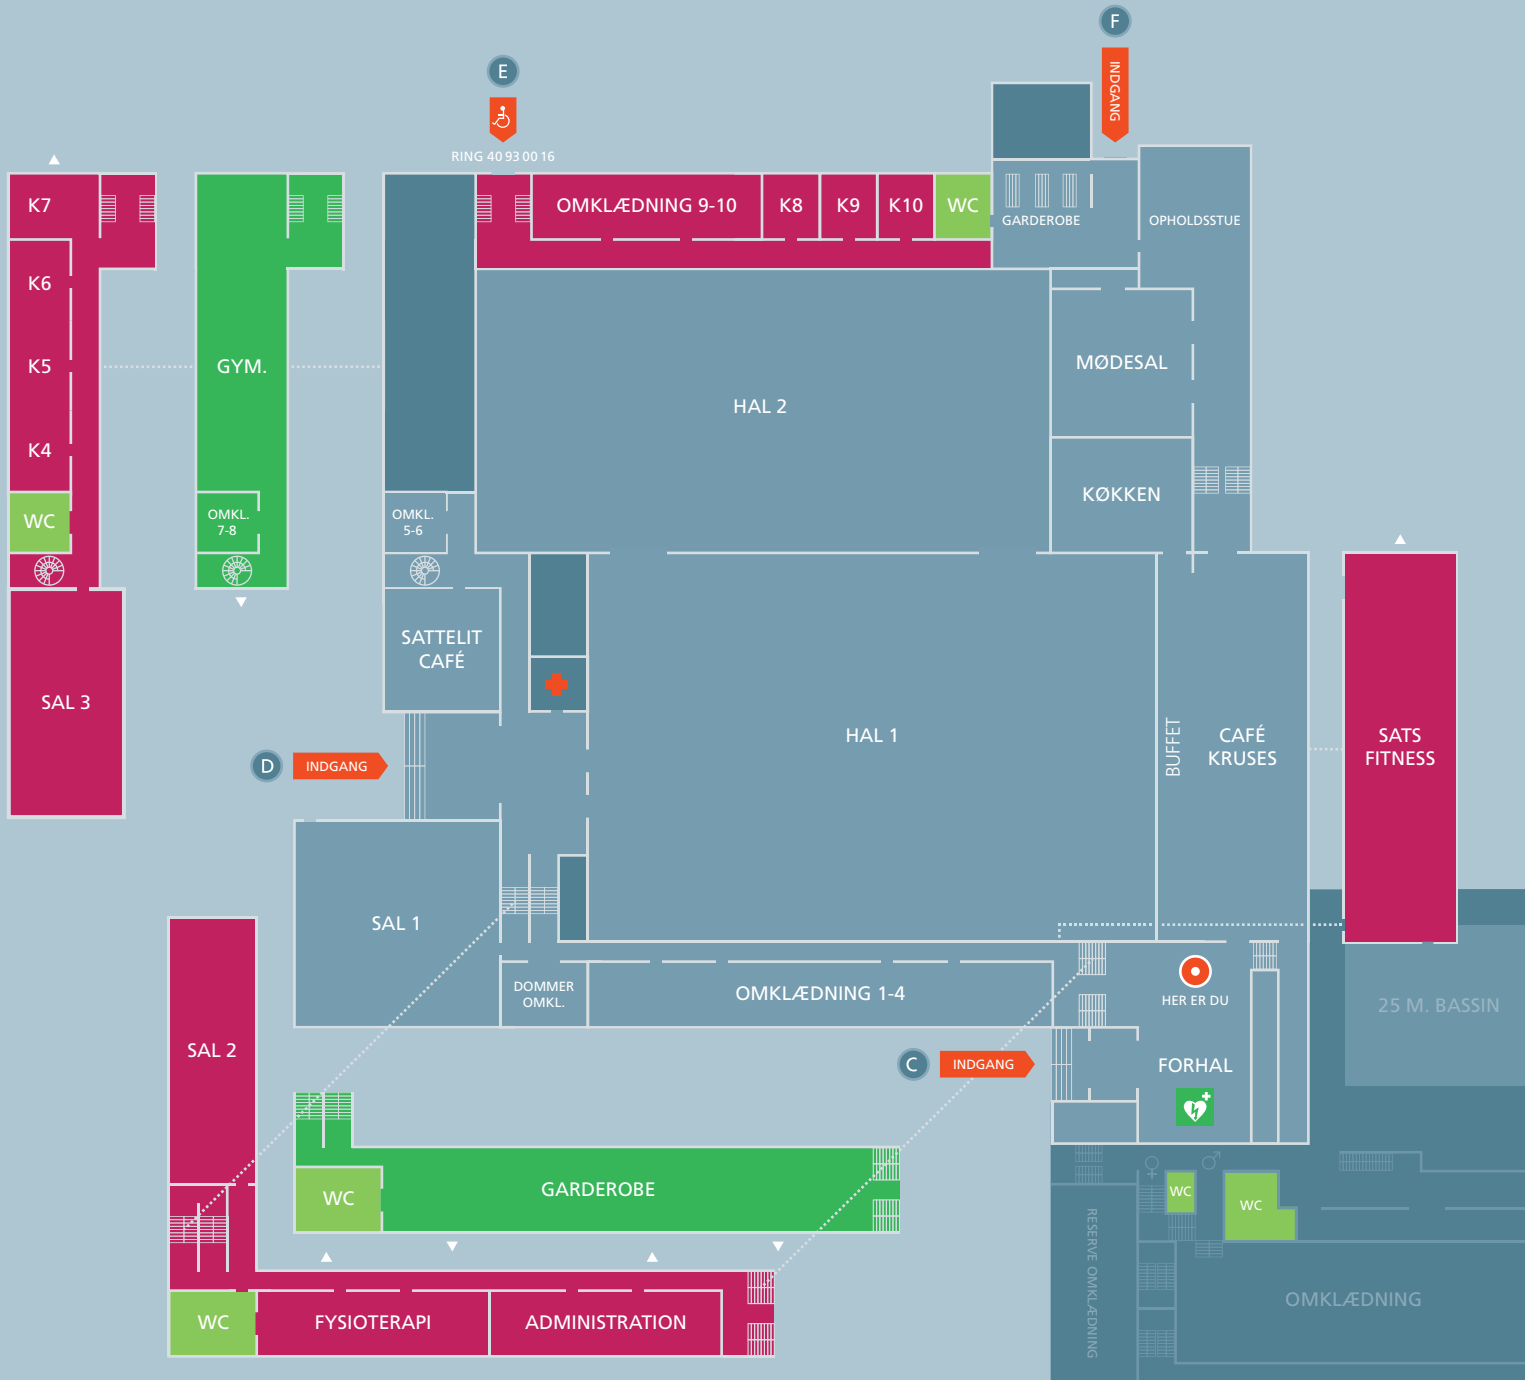 F
INDGANG
E
RING 40 93 00 16
K7
OMKLÆDNING 9-10
K8
K9
K10
WC
GARDEROBE
OPHOLDSSTUE
K6
K5
GYM.
MØDESAL
HAL 2
K4
KØKKEN
WC
OMKL.
7-8
OMKL.
5-6
SATTELIT
CAFÉ
SAL 3
HAL 1
BUFFET
CAFÉ
KRUSES
SATS
FITNESS
D
INDGANG
SAL 1
DOMMER
OMKL.
OMKLÆDNING 1-4
HER ER DU
25 M. BASSIN
SAL 2
C
INDGANG
FORHAL
WC
GARDEROBE
WC
WC
RESERVE OMKLÆDNING
OMKLÆDNING
WC
FYSIOTERAPI
ADMINISTRATION